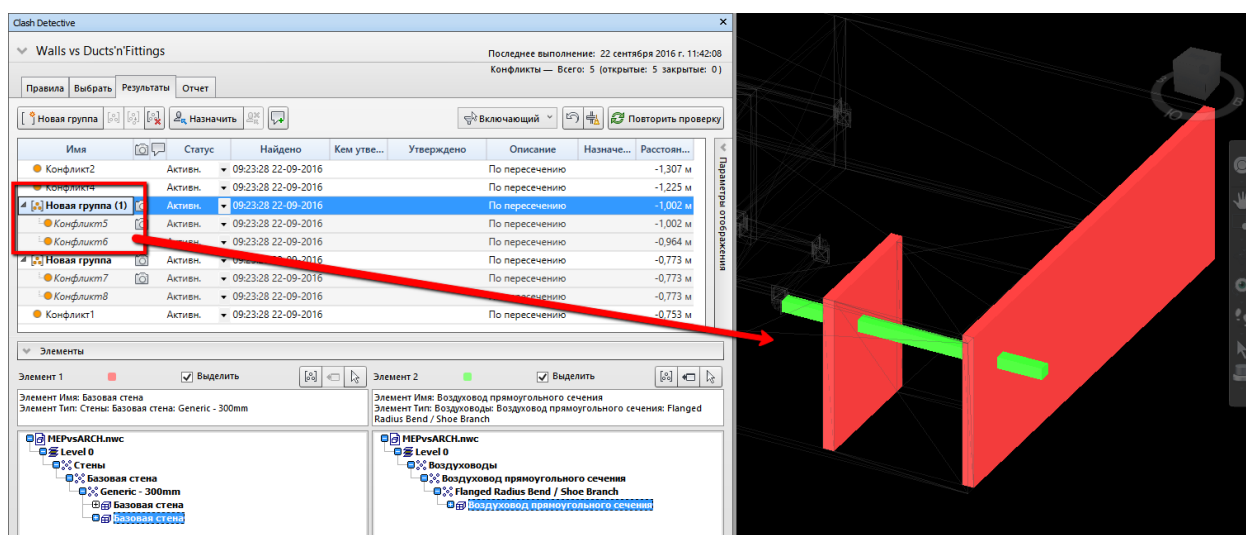 Clash Detective
Walls vs Ducts'n'Fittings
Последнее выполнение: 22 сентября 2016 г. 11:42:08
Конфликты — Всего: 5 (открытые: 5 закрытые: 0)
Правила Выбрать Результаты Отчет
Новая группа Назначить Включающий Повторить проверку
Имя Статус Найдено Кем утве... Утверждено Описание Назначе... Расстоян...
Конфликт2 Активн. 09:23:28 22-09-2016 По пересечению -1,307 м
Конфликт4 Активн. 09:23:28 22-09-2016 По пересечению -1,225 м
Новая группа (1) Активн. 09:23:28 22-09-2016 По пересечению -1,002 м
Конфликт5 Активн. 09:23:28 22-09-2016 По пересечению -1,002 м
Конфликт6 Активн. 09:23:28 22-09-2016 По пересечению -0,964 м
Новая группа Активн. 09:23:28 22-09-2016 По пересечению -0,773 м
Конфликт7 Активн. 09:23:28 22-09-2016 По пересечению -0,773 м
Конфликт8 Активн. 09:23:28 22-09-2016 По пересечению -0,773 м
Конфликт1 Активн. 09:23:28 22-09-2016 По пересечению -0,753 м
Параметры отображения
Элементы
Элемент 1 Выделить
Элемент Имя: Базовая стена
Элемент Тип: Стены: Базовая стена: Generic - 300mm
MEPvsARCH.nwc
Level 0
Стены
Базовая стена
Generic - 300mm
Базовая стена
Базовая стена
Элемент 2 Выделить
Элемент Имя: Воздуховод прямоугольного сечения
Элемент Тип: Воздуховоды: Воздуховод прямоугольного сечения: Flanged
Radius Bend / Shoe Branch
MEPvsARCH.nwc
Level 0
Воздуховоды
Воздуховод прямоугольного сечения
Flanged Radius Bend / Shoe Branch
Воздуховод прямоугольного сечения